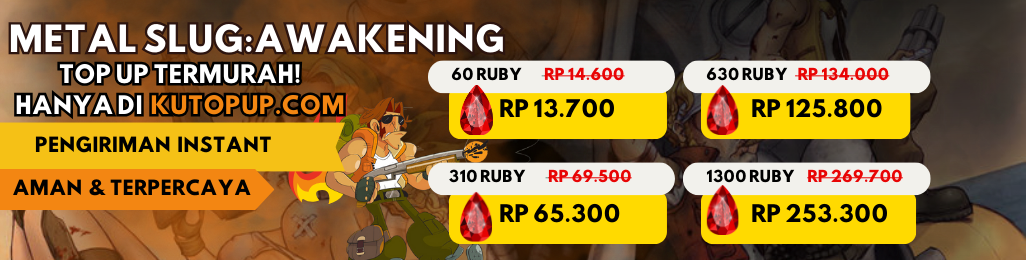 METAL SLUG:AWAKENING
TOP UP TERMURAH!
HANYA DI KUTOPUP.COM
PENGIRIMAN INSTANT
AMAN & TERPERCAYA
60 RUBY RP 14.600
RP 13.700
630 RUBY RP 134.000
RP 125.800
310 RUBY RP 69.500
RP 65.300
1300 RUBY RP 269.700
RP 253.300